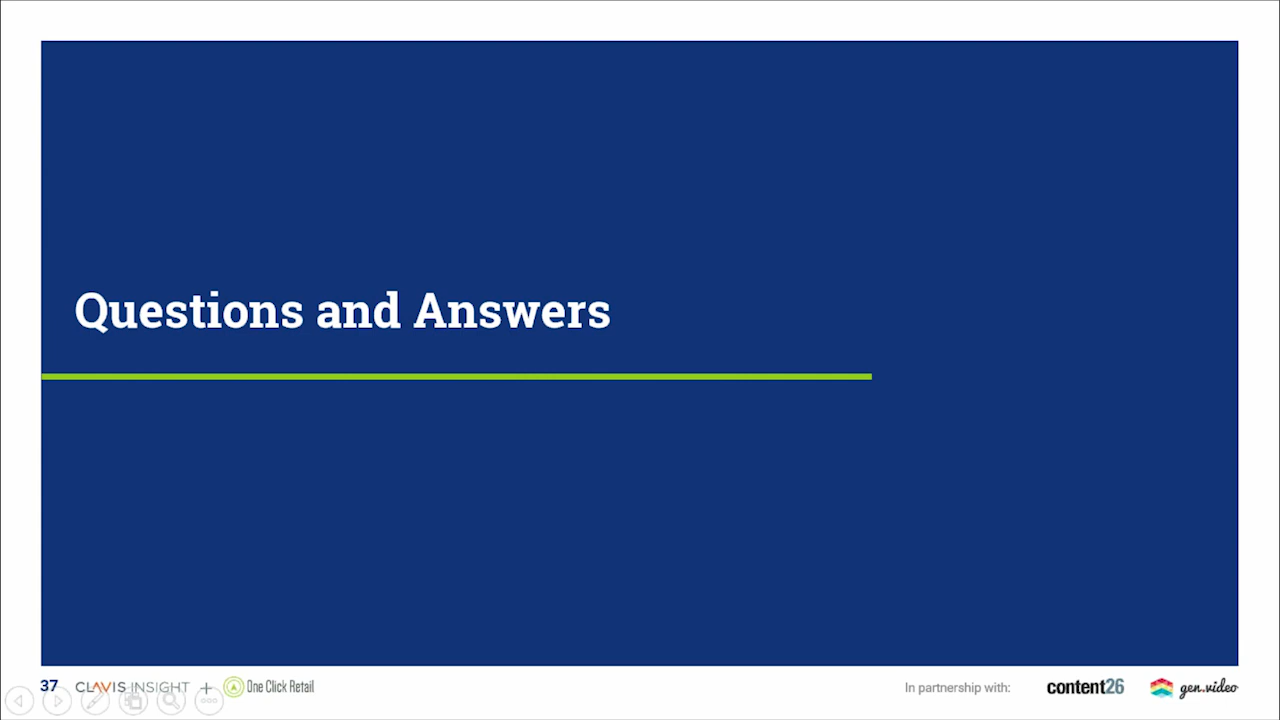 Questions and Answers
37 CLAVIS INSIGHT + One Click Retail In partnership with: content26 gen.video